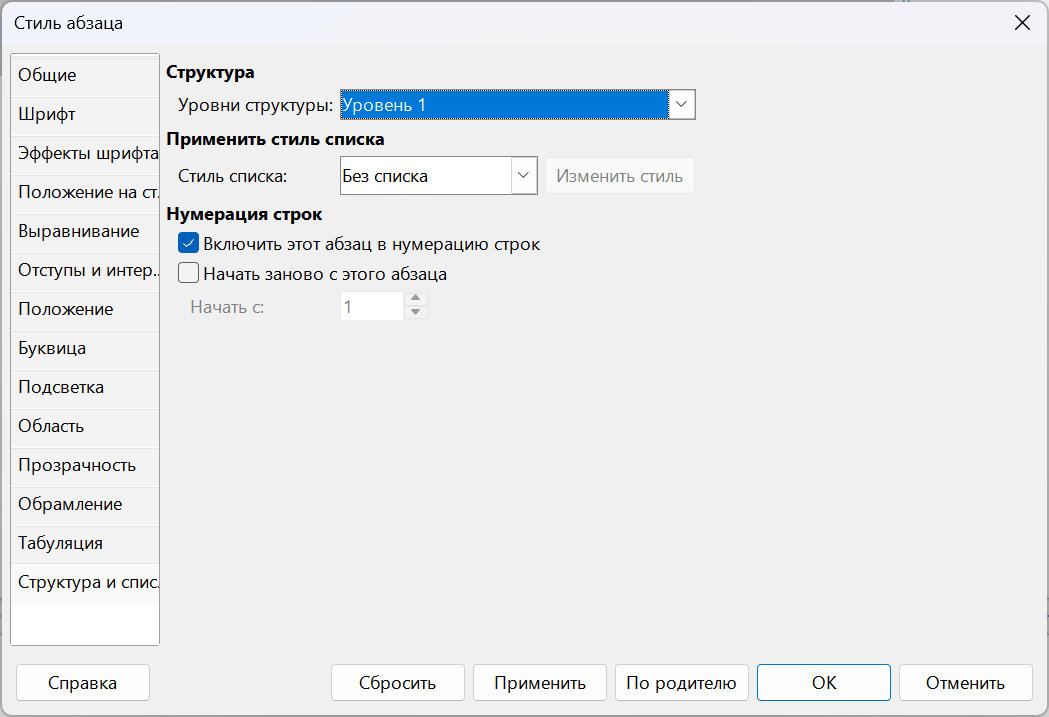 Стиль абзаца
Общие
Шрифт
Эффекты шрифта
Положение на ст.
Выравнивание
Отступы и интер..
Положение
Буквица
Подсветка
Область
Прозрачность
Обрамление
Табуляция
Структура и спис.
Структура
Уровни структуры: Уровень 1
Применить стиль списка
Стиль списка: Без списка Изменить стиль
Нумерация строк
Включить этот абзац в нумерацию строк
Начать заново с этого абзаца
Начать с: 1
Справка Сбросить Применить По родителю OK Отменить